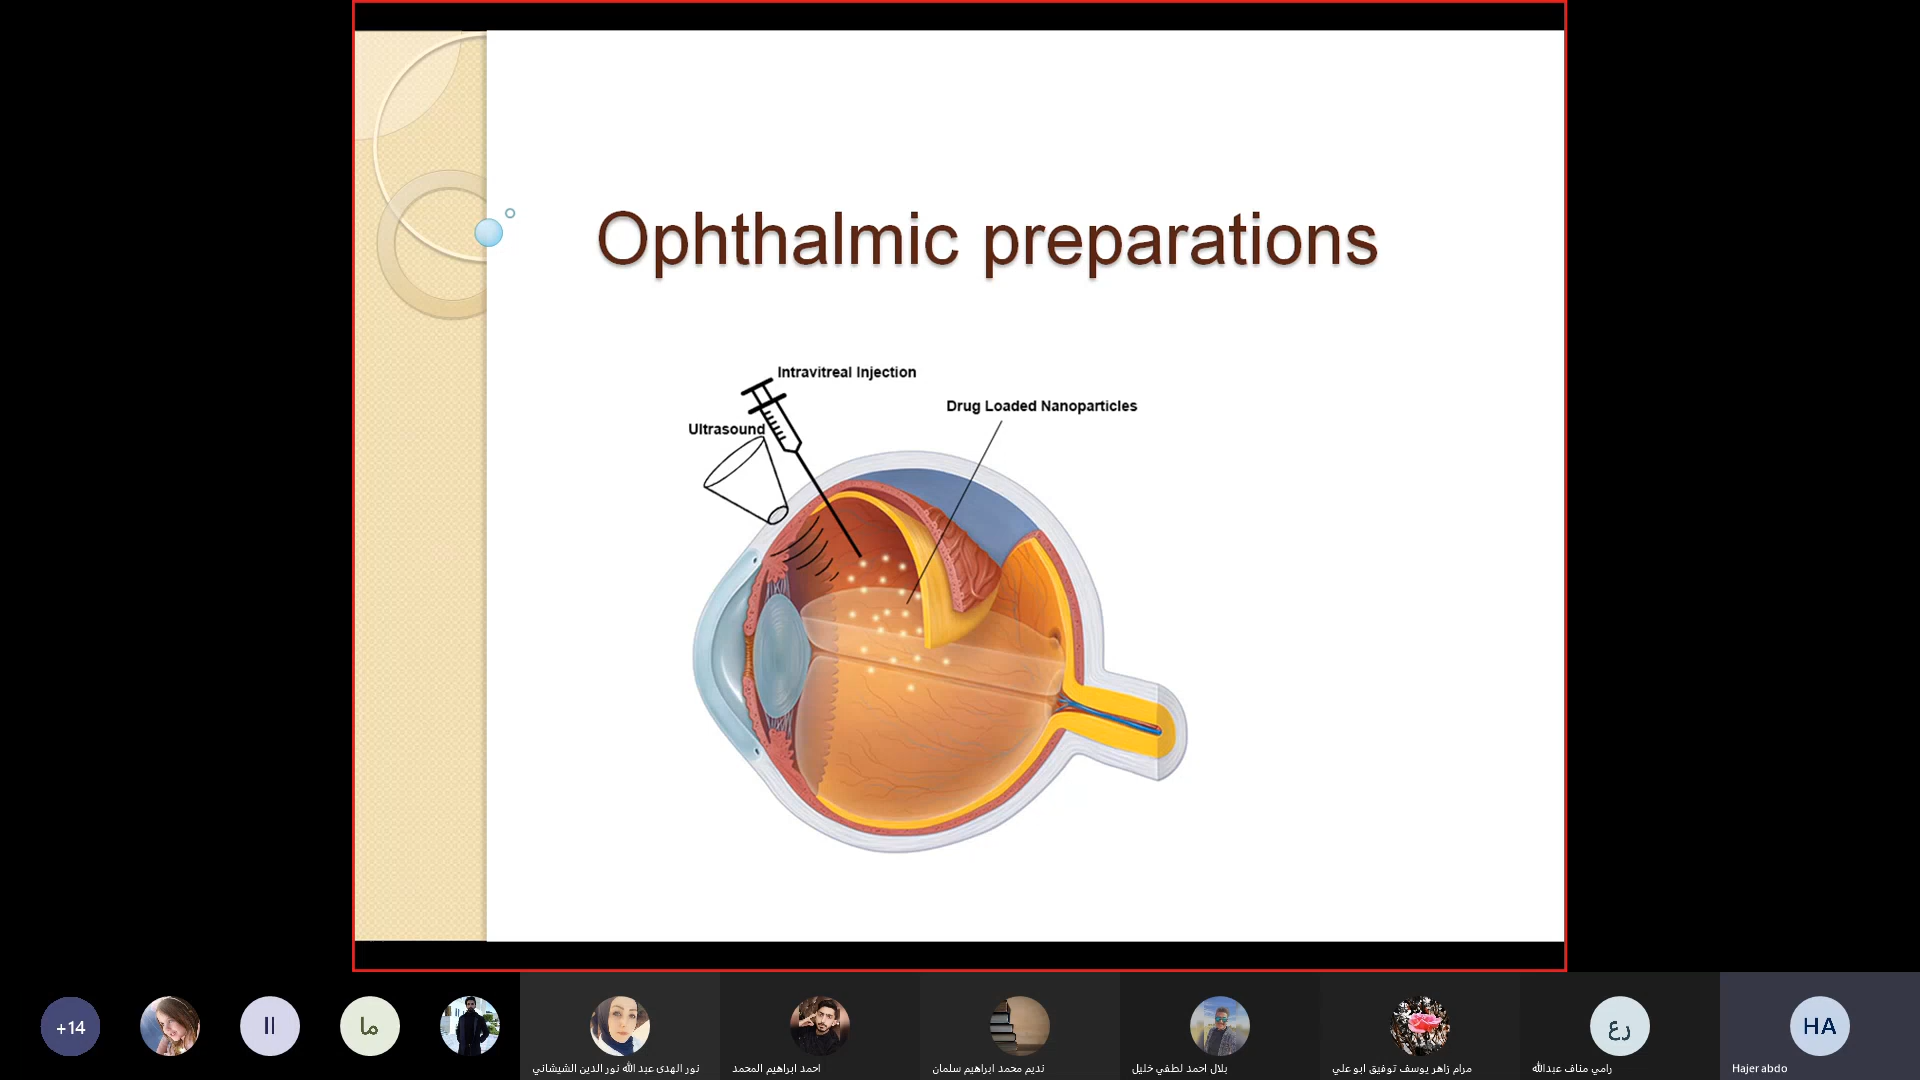 Ophthalmic preparations
Intravitreal Injection
Drug Loaded Nanoparticles
Ultrasound
+14
اا
ما
رع
HA
نور الهدى عبد الله نور الدين الشيشاني
احمد ابراهيم المحمد
نديم محمد ابراهيم سلمان
بلال احمد لطفي خليل
مرام زاهر يوسف توفيق ابو علي
رامي مناف عبدالله
Hajer abdo